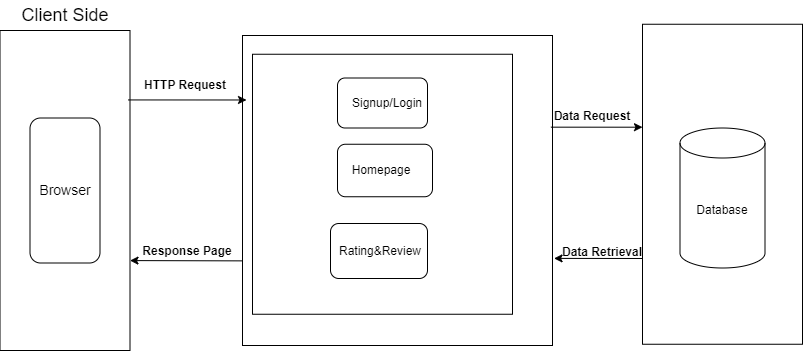 Client Side
HTTP Request
Signup/Login
Data Request
Homepage
Browser
Database
Response Page
Rating&Review
Data Retrieval